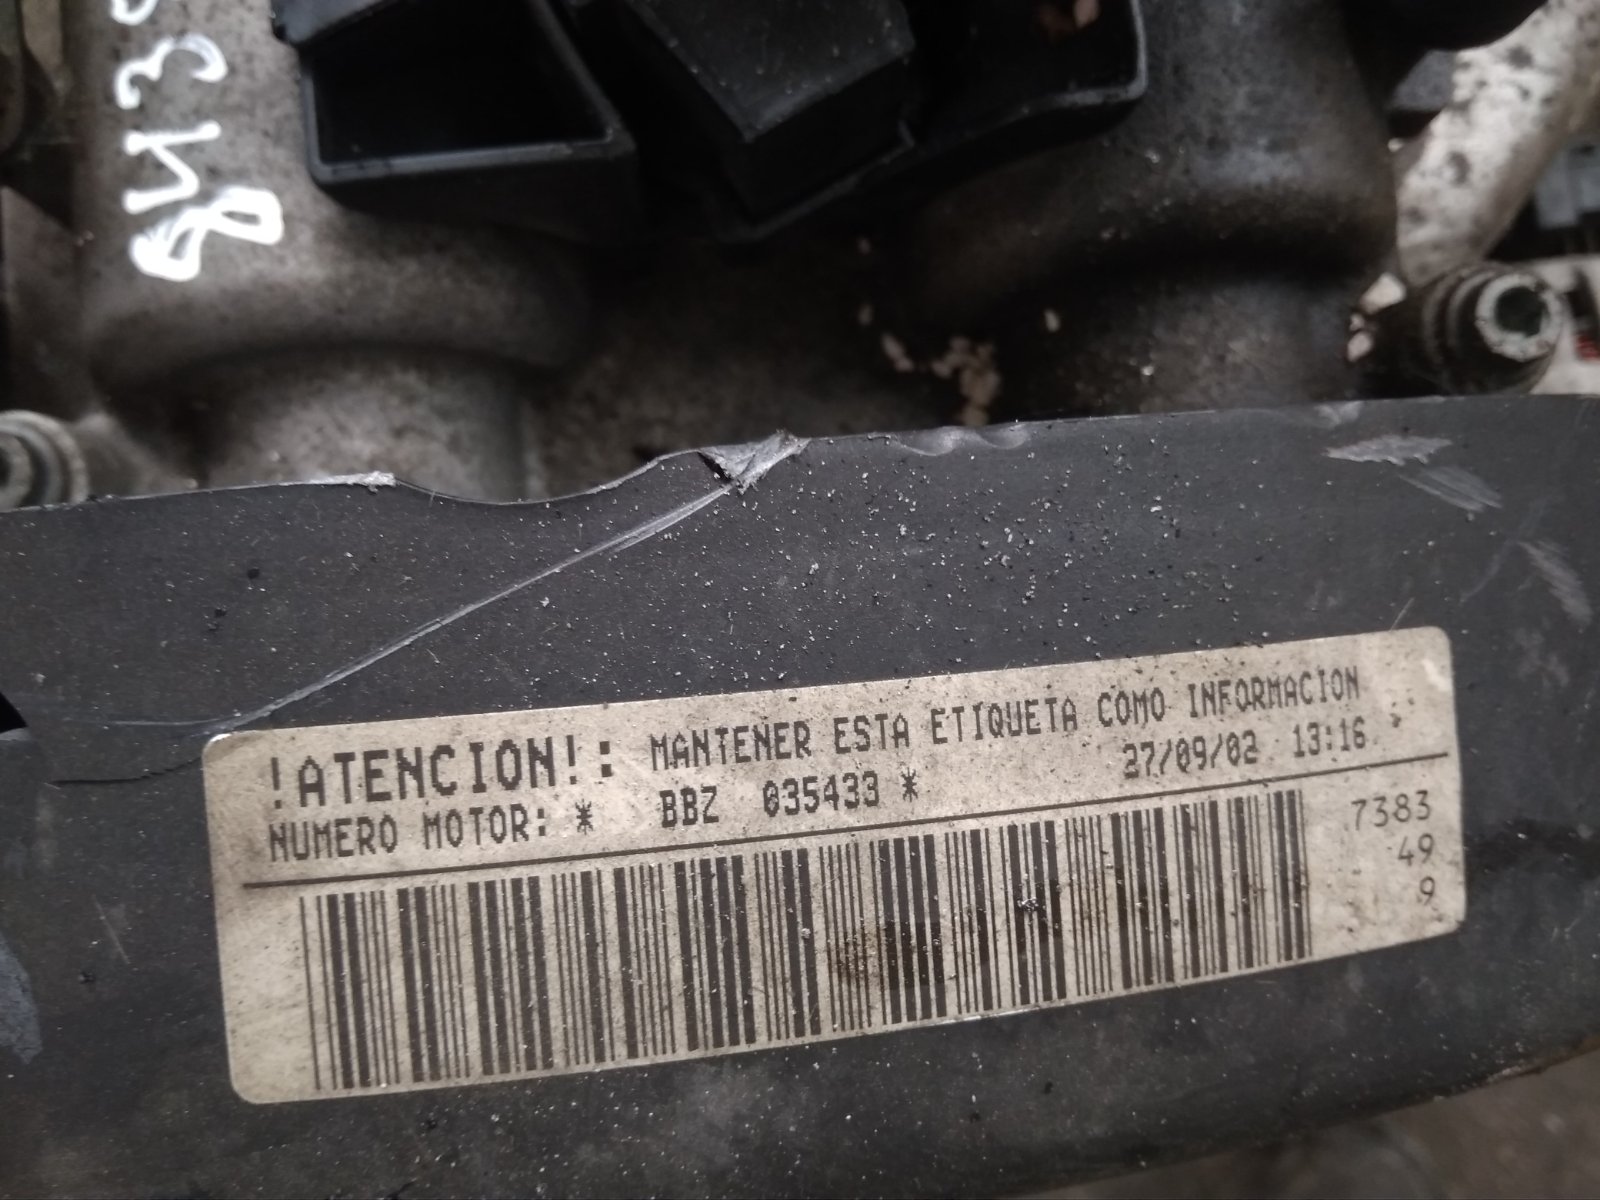 !ATENCION!: MANTENER ESTA ETIQUETA COMO INFORMACION
NUMERO MOTOR: * BBZ 035433 * 27/09/02 13:16
7383
49
9